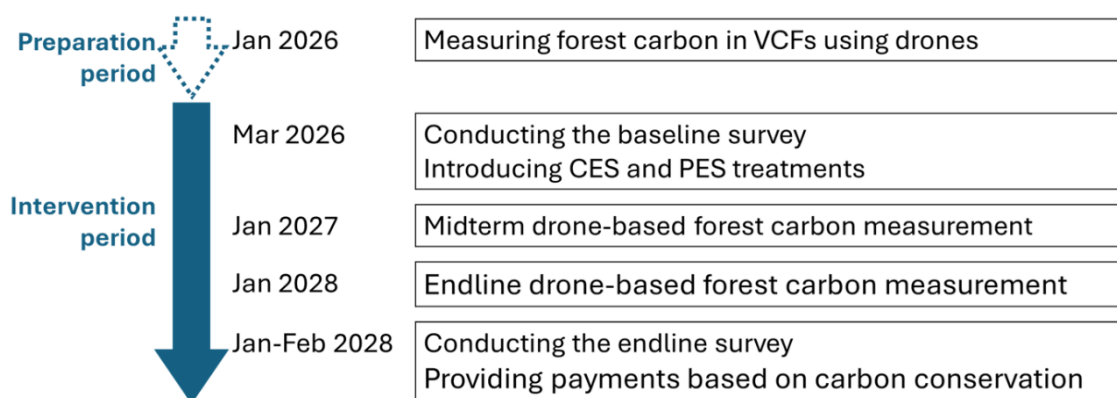 Preparation period
Jan 2026
Measuring forest carbon in VCFs using drones
Mar 2026
Conducting the baseline survey
Introducing CES and PES treatments
Intervention period
Jan 2027
Midterm drone-based forest carbon measurement
Jan 2028
Endline drone-based forest carbon measurement
Jan-Feb 2028
Conducting the endline survey
Providing payments based on carbon conservation